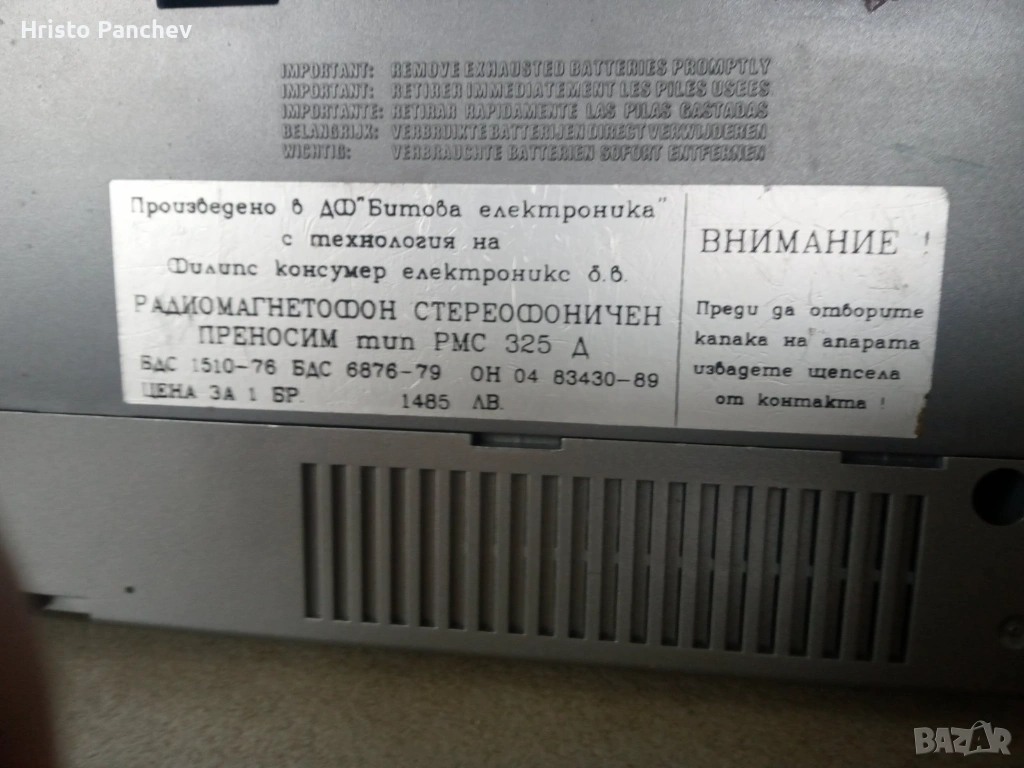 Hristo Panchev
IMPORTANT: REMOVE EXHAUSTED BATTERIES PROMPTLY
IMPORTANT: RETIRER IMMEDIATEMENT LES PILES USEES
IMPORTANTE: RETIRAR RAPIDAMENTE LAS PILAS GASTADAS
BELANGRIJK: VERBRUIKTE BATTERIJEN DIRECT VERWIJDEREN
WICHTIG: VERBRAUCHTE BATTERIEN SOFORT ENTFERNEN
Произведено в ДФ"Битова електроника"
с технология на
Филипс консумер електроникс б.в.
РАДИОМАГНЕТОФОН СТЕРЕОФОНИЧЕН
ПРЕНОСИМ тип РМС 325 Д
БДС 1510-76 БДС 6876-79 ОН 04 83430-89
ЦЕНА ЗА 1 БР. 1485 ЛВ.
ВНИМАНИЕ !
Преди да отворите
капака на апарата
извадете щепсела
от контакта !
BAZAR